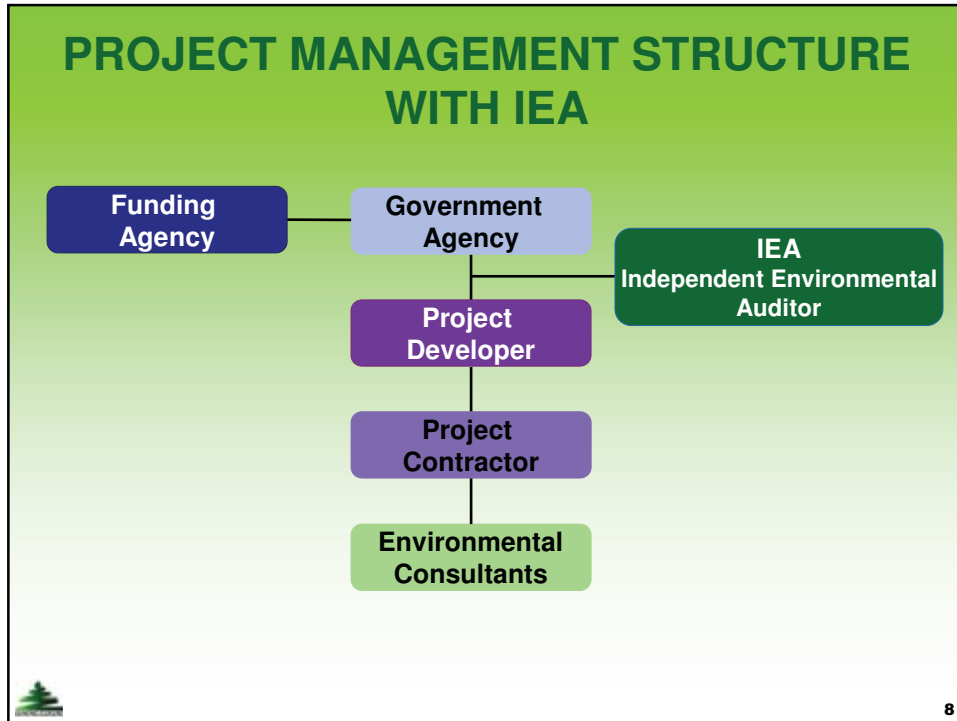 PROJECT MANAGEMENT STRUCTURE
WITH IEA
Funding
Agency
Government
Agency
IEA
Independent Environmental
Auditor
Project
Developer
Project
Contractor
Environmental
Consultants
8